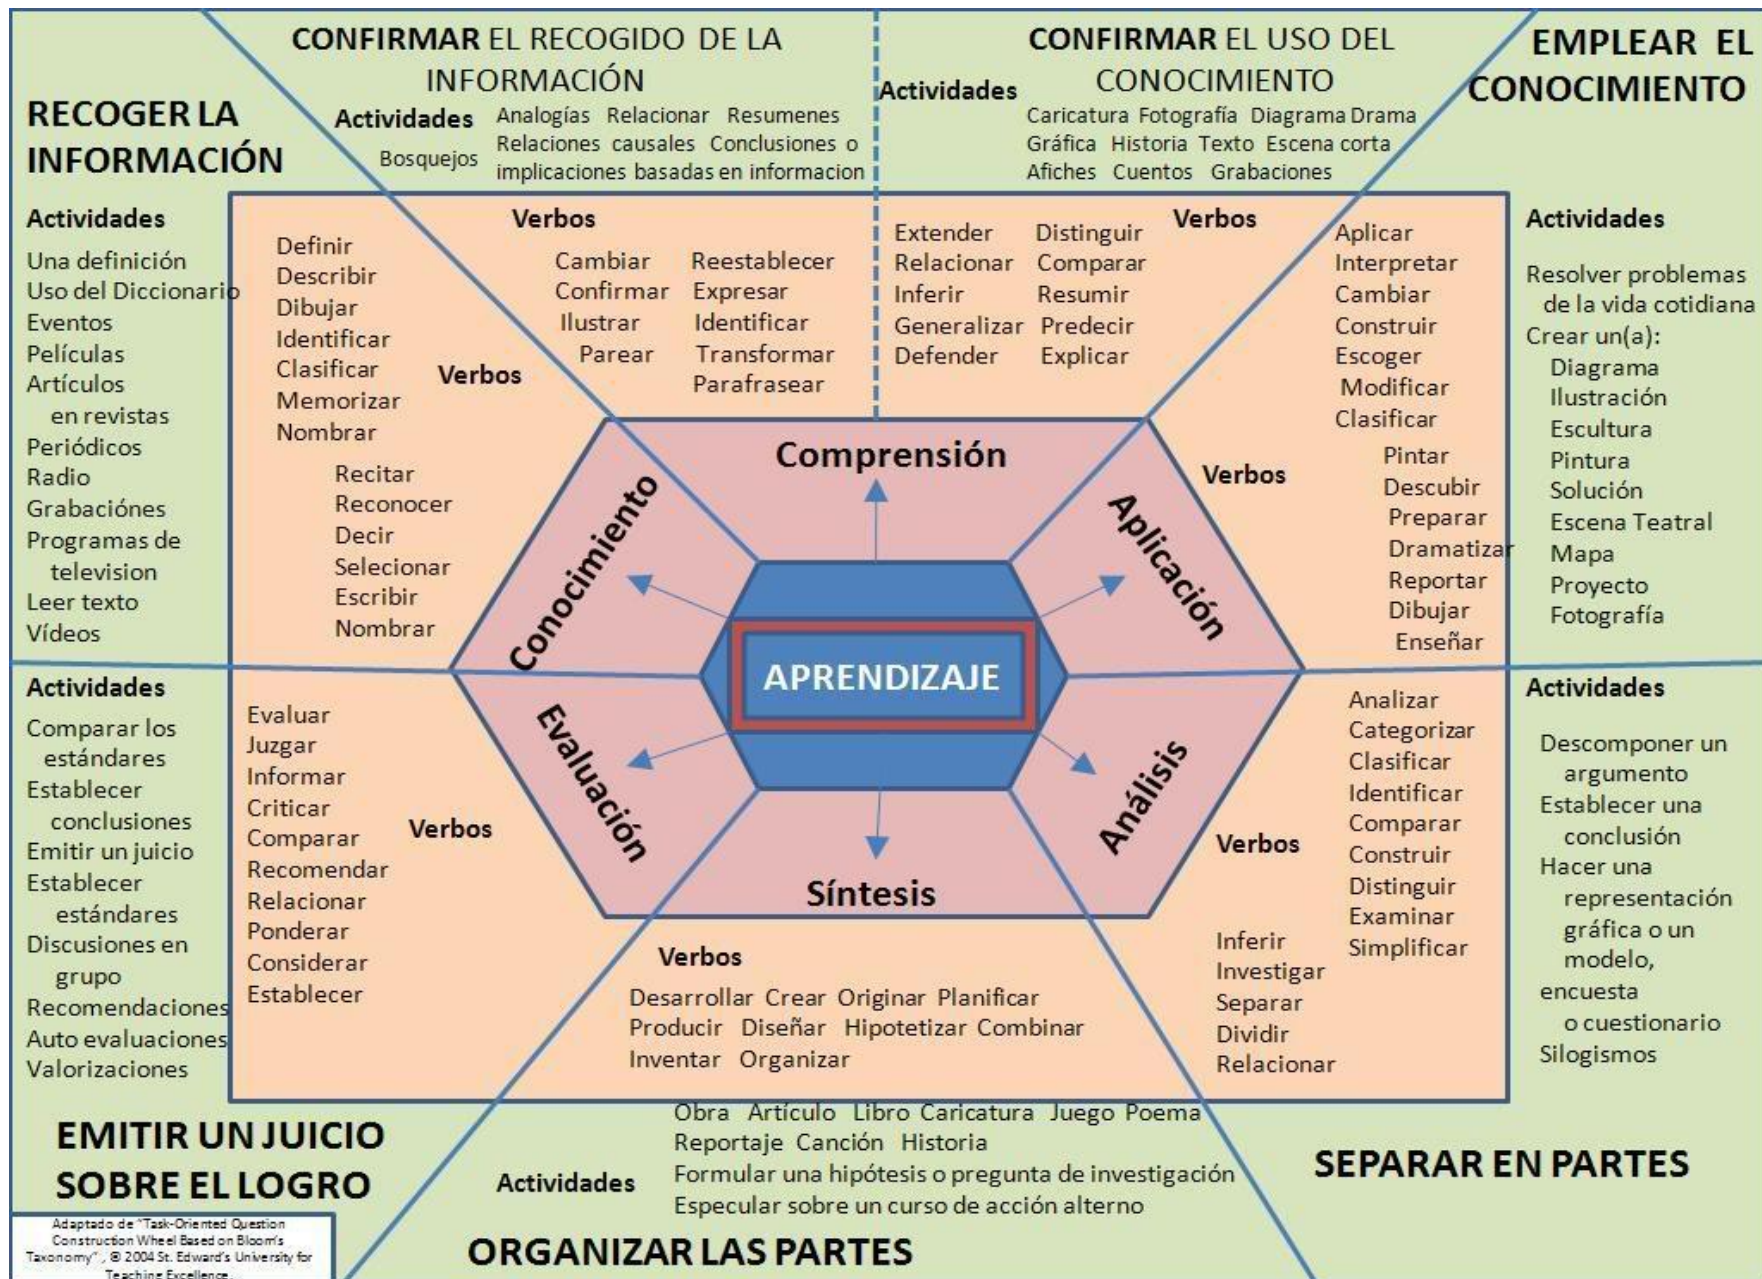 CONFIRMAR EL RECOGIDO DE LA
INFORMACIÓN
Actividades
Bosquejos
Analogías Relacionar Resumenes
Relaciones causales Conclusiones o
implicaciones basadas en informacion
CONFIRMAR EL USO DEL
CONOCIMIENTO
Actividades
Caricatura Fotografía Diagrama Drama
Gráfica Historia Texto Escena corta
Afiches Cuentos Grabaciones
EMPLEAR EL
CONOCIMIENTO
RECOGER LA
INFORMACIÓN
Actividades
Una definición
Uso del Diccionario
Eventos
Películas
Artículos
en revistas
Periódicos
Radio
Grabaciónes
Programas de
television
Leer texto
Vídeos
Definir
Describir
Dibujar
Identificar
Clasificar
Memorizar
Nombrar
Verbos
Recitar
Reconocer
Decir
Selecionar
Escribir
Nombrar
Verbos
Cambiar Reestablecer
Confirmar Expresar
Ilustrar Identificar
Parear Transformar
Parafrasear
Extender Distinguir
Relacionar Comparar
Inferir Resumir
Generalizar Predecir
Defender Explicar
Verbos
Aplicar
Interpretar
Cambiar
Construir
Escoger
Modificar
Clasificar
Verbos
Pintar
Descubir
Preparar
Dramatizar
Reportar
Dibujar
Enseñar
Actividades
Resolver problemas
de la vida cotidiana
Crear un(a):
Diagrama
Ilustración
Escultura
Pintura
Solución
Escena Teatral
Mapa
Proyecto
Fotografía
Comprensión
Conocimiento
Aplicación
APRENDIZAJE
Evaluación
Análisis
Síntesis
Actividades
Comparar los
estándares
Establecer
conclusiones
Emitir un juicio
Establecer
estándares
Discusiones en
grupo
Recomendaciones
Auto evaluaciones
Valorizaciones
Evaluar
Juzgar
Informar
Criticar
Comparar
Recomendar
Relacionar
Ponderar
Considerar
Establecer
Verbos
Verbos
Desarrollar Crear Originar Planificar
Producir Diseñar Hipotetizar Combinar
Inventar Organizar
Verbos
Analizar
Categorizar
Clasificar
Identificar
Comparar
Construir
Distinguir
Examinar
Simplificar
Inferir
Investigar
Separar
Dividir
Relacionar
Actividades
Descomponer un
argumento
Establecer una
conclusión
Hacer una
representación
gráfica o un
modelo,
encuesta
o cuestionario
Silogismos
EMITIR UN JUICIO
SOBRE EL LOGRO
Actividades
Obra Artículo Libro Caricatura Juego Poema
Reportaje Canción Historia
Formular una hipótesis o pregunta de investigación
Especular sobre un curso de acción alterno
SEPARAR EN PARTES
ORGANIZAR LAS PARTES
Adaptado de "Task-Oriented Question
Construction Wheel Based on Bloom's
Taxonomy" , © 2004 St. Edward's University for
Teaching Excellence.